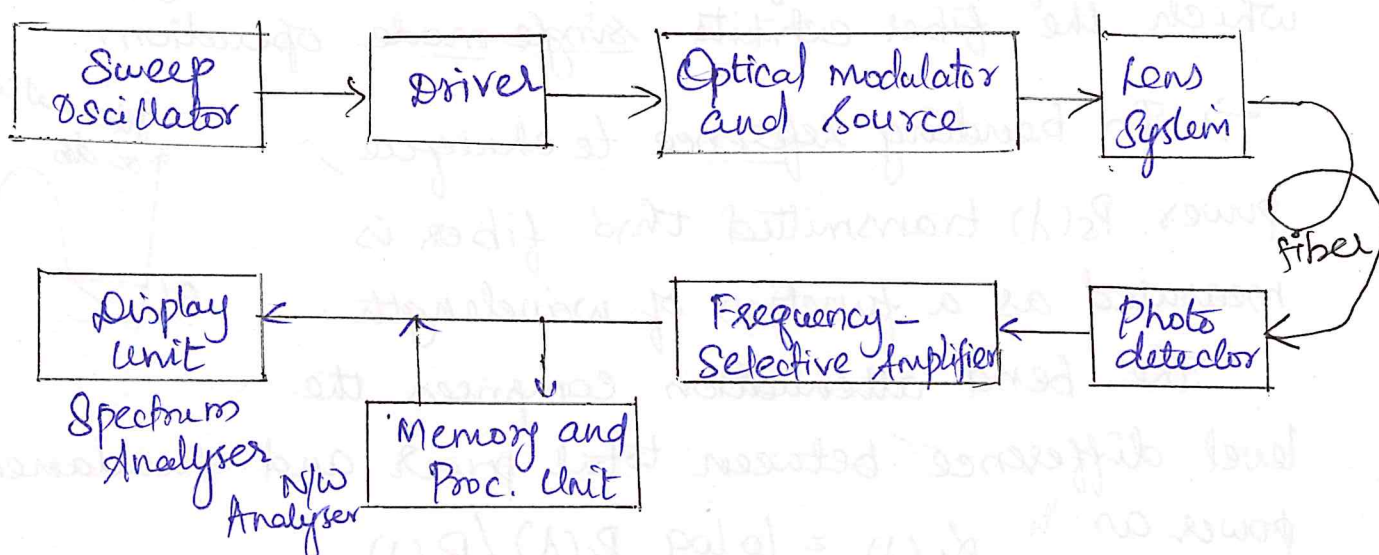 Sweep
Oscillator
Driver
Optical modulator
and source
Lens
System
fiber
Display
Unit
Frequency-
Selective Amplifier
Photo
detector
Spectrum
Analyser
N/W
Analyser
Memory and
Proc. Unit